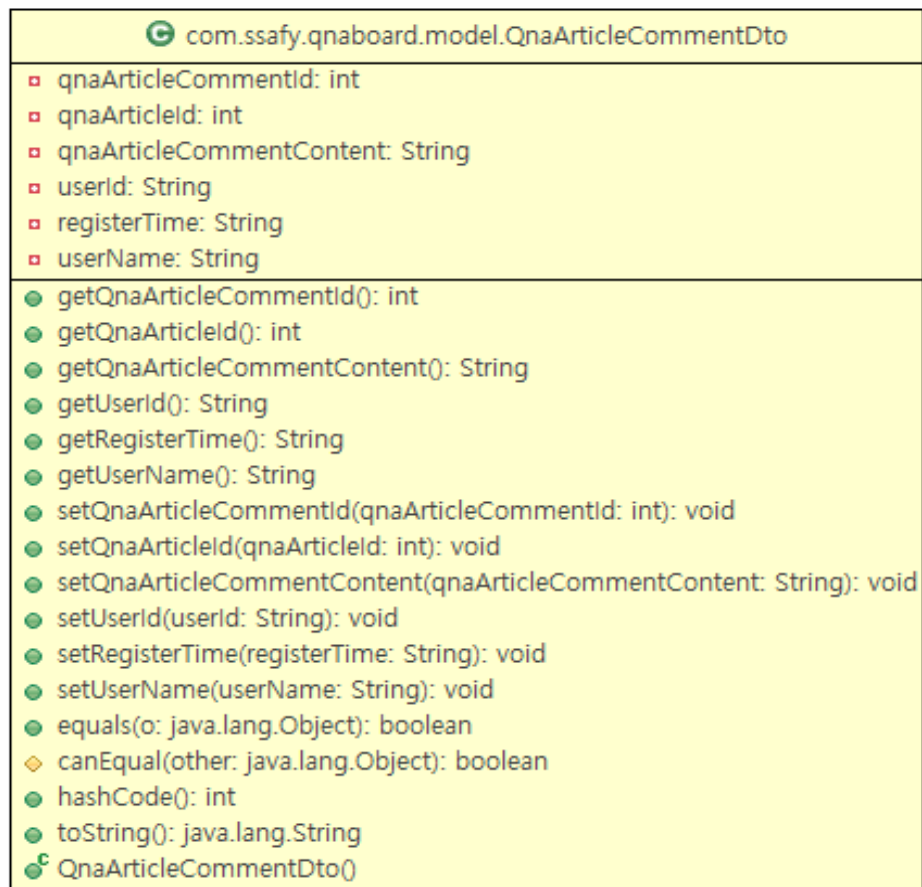 com.ssafy.qnaboard.model.QnaArticleCommentDto
qnaArticleCommentId: int
qnaArticleId: int
qnaArticleCommentContent: String
userId: String
registerTime: String
userName: String
getQnaArticleCommentId(): int
getQnaArticleId(): int
getQnaArticleCommentContent(): String
getUserId(): String
getRegisterTime(): String
getUserName(): String
setQnaArticleCommentId(qnaArticleCommentId: int): void
setQnaArticleId(qnaArticleId: int): void
setQnaArticleCommentContent(qnaArticleCommentContent: String): void
setUserId(userId: String): void
setRegisterTime(registerTime: String): void
setUserName(userName: String): void
equals(o: java.lang.Object): boolean
canEqual(other: java.lang.Object): boolean
hashCode(): int
toString(): java.lang.String
QnaArticleCommentDto()